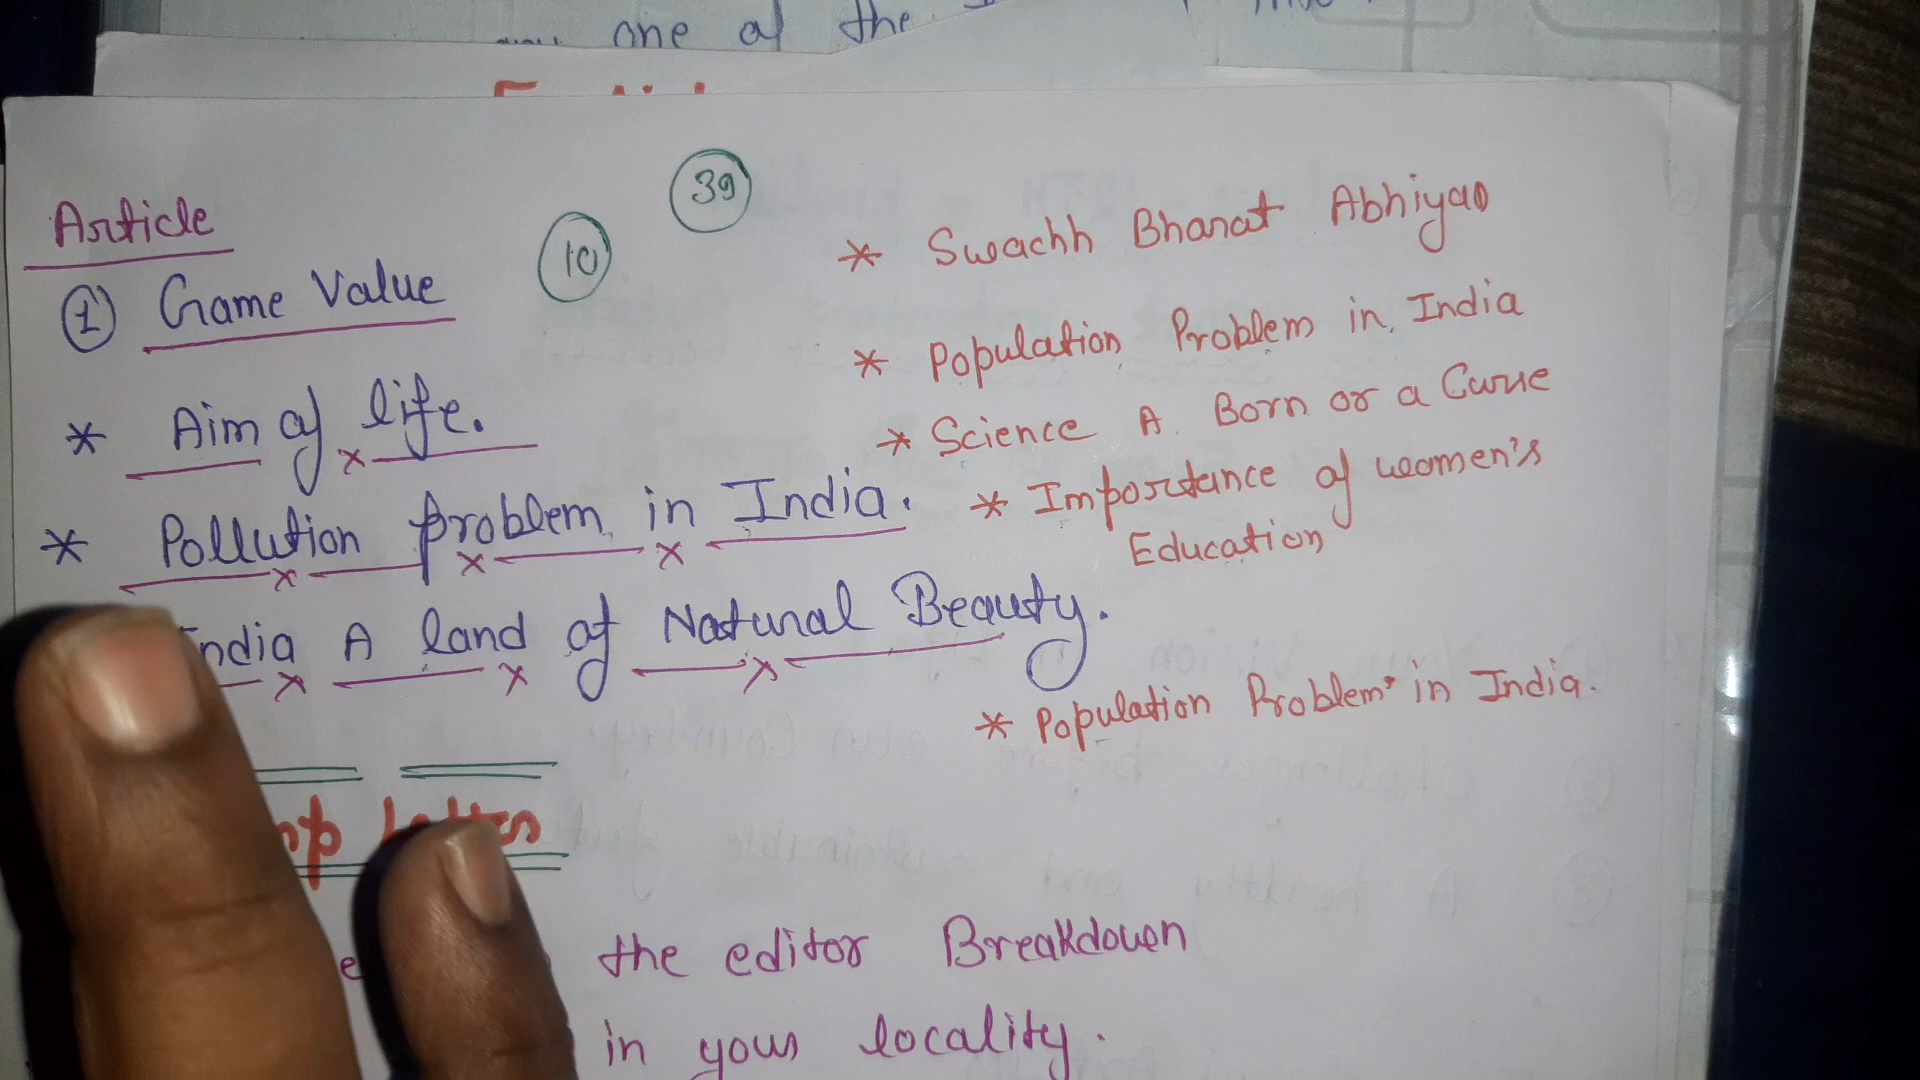 one of the
39
Article
10
① Game Value
* Aim of life.
* Pollution problem in India.
India A land of Natural Beauty.
* Swachh Bharat Abhiyan
* Population Problem in India
* Science A Born or a Curse
* Importance of women's
Education
* Population Problem in India.
Letter
the editor Breakdown
in your locality.